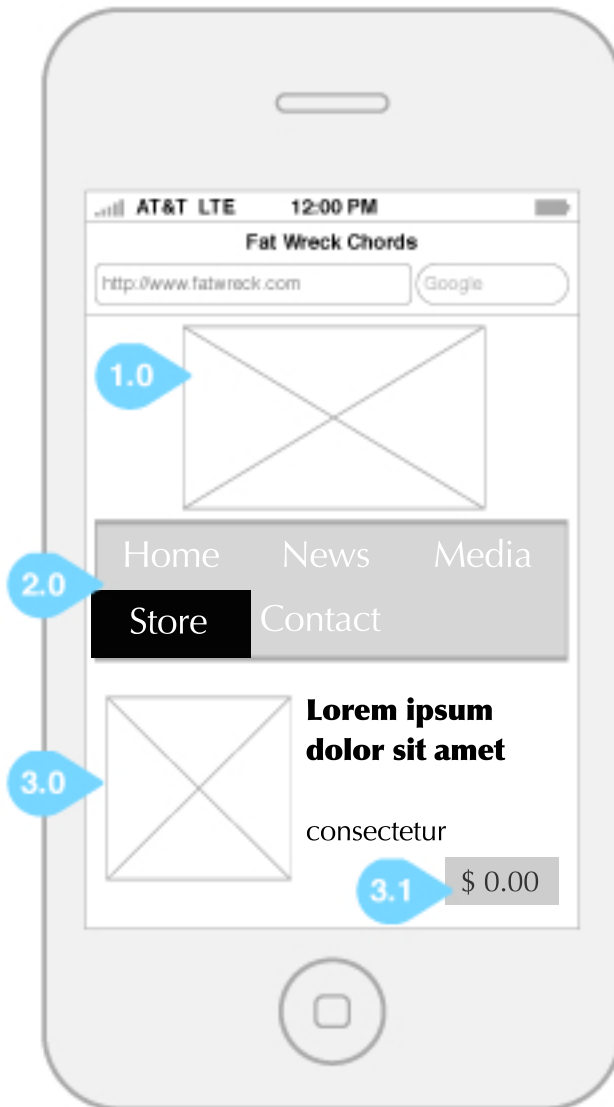 AT&T LTE 12:00 PM
Fat Wreck Chords
http://www.fatwreck.com Google
1.0
Home News Media
2.0
Store Contact
Lorem ipsum
dolor sit amet
3.0
consectetur
3.1 $ 0.00